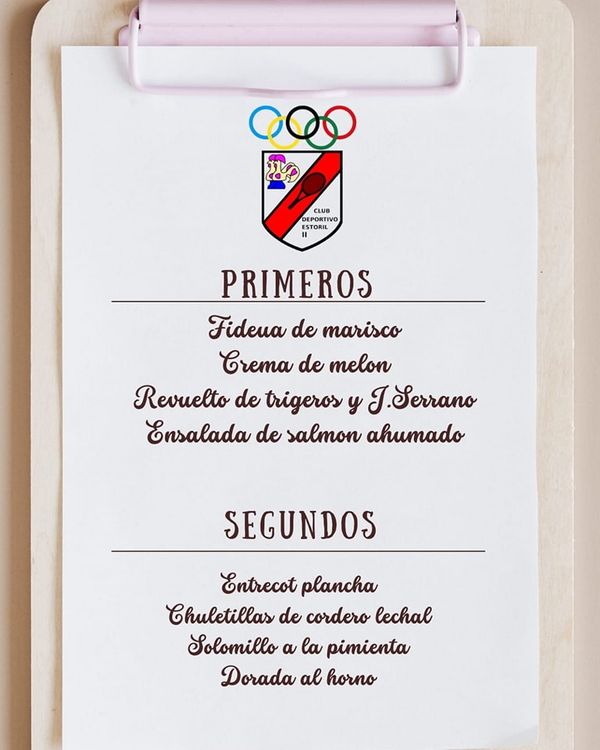 CLUB
DEPORTIVO
ESTORIL
II
PRIMEROS
Fideua de marisco
Crema de melon
Revuelto de trigeros y J.Serrano
Ensalada de salmon ahumado
SEGUNDOS
Entrecot plancha
Chuletillas de cordero lechal
Solomillo a la pimienta
Dorada al horno